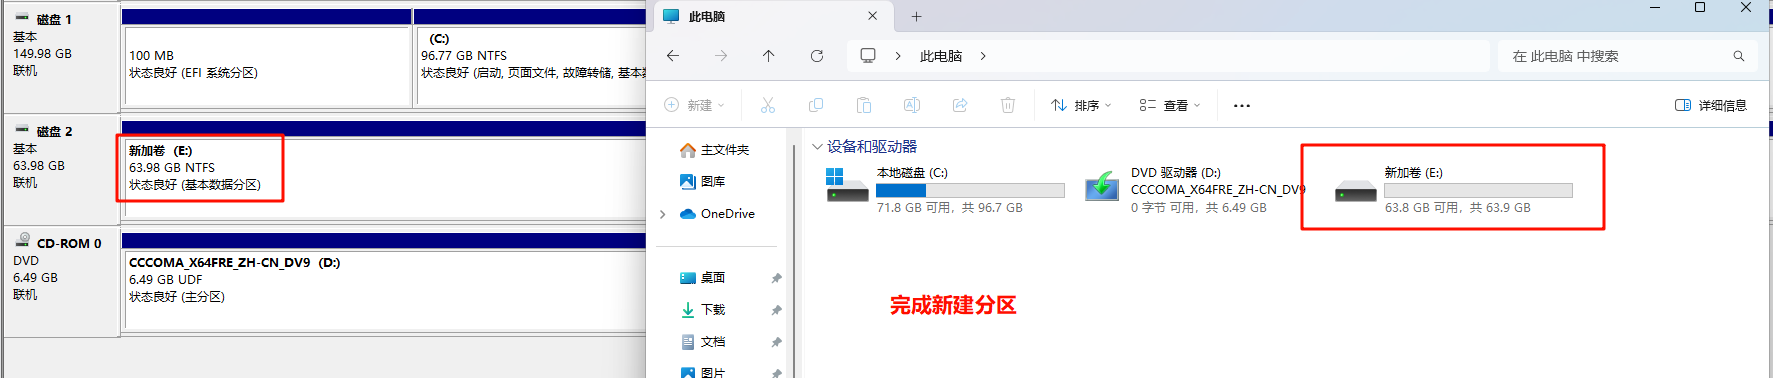 磁盘 1
基本
149.98 GB
联机
100 MB
状态良好 (EFI 系统分区)
(C:)
96.77 GB NTFS
状态良好 (启动, 页面文件, 故障转储, 基本数
磁盘 2
基本
63.98 GB
联机
新加卷 (E:)
63.98 GB NTFS
状态良好 (基本数据分区)
CD-ROM 0
DVD
6.49 GB
联机
CCCOMA_X64FRE_ZH-CN_DV9 (D:)
6.49 GB UDF
状态良好 (主分区)
此电脑
此电脑
在 此电脑 中搜索
新建
排序
查看
详细信息
主文件夹
图库
OneDrive
桌面
下载
文档
图片
设备和驱动器
本地磁盘 (C:)
71.8 GB 可用, 共 96.7 GB
DVD 驱动器 (D:)
CCCOMA_X64FRE_ZH-CN_DV9
0 字节 可用, 共 6.49 GB
新加卷 (E:)
63.8 GB 可用, 共 63.9 GB
完成新建分区